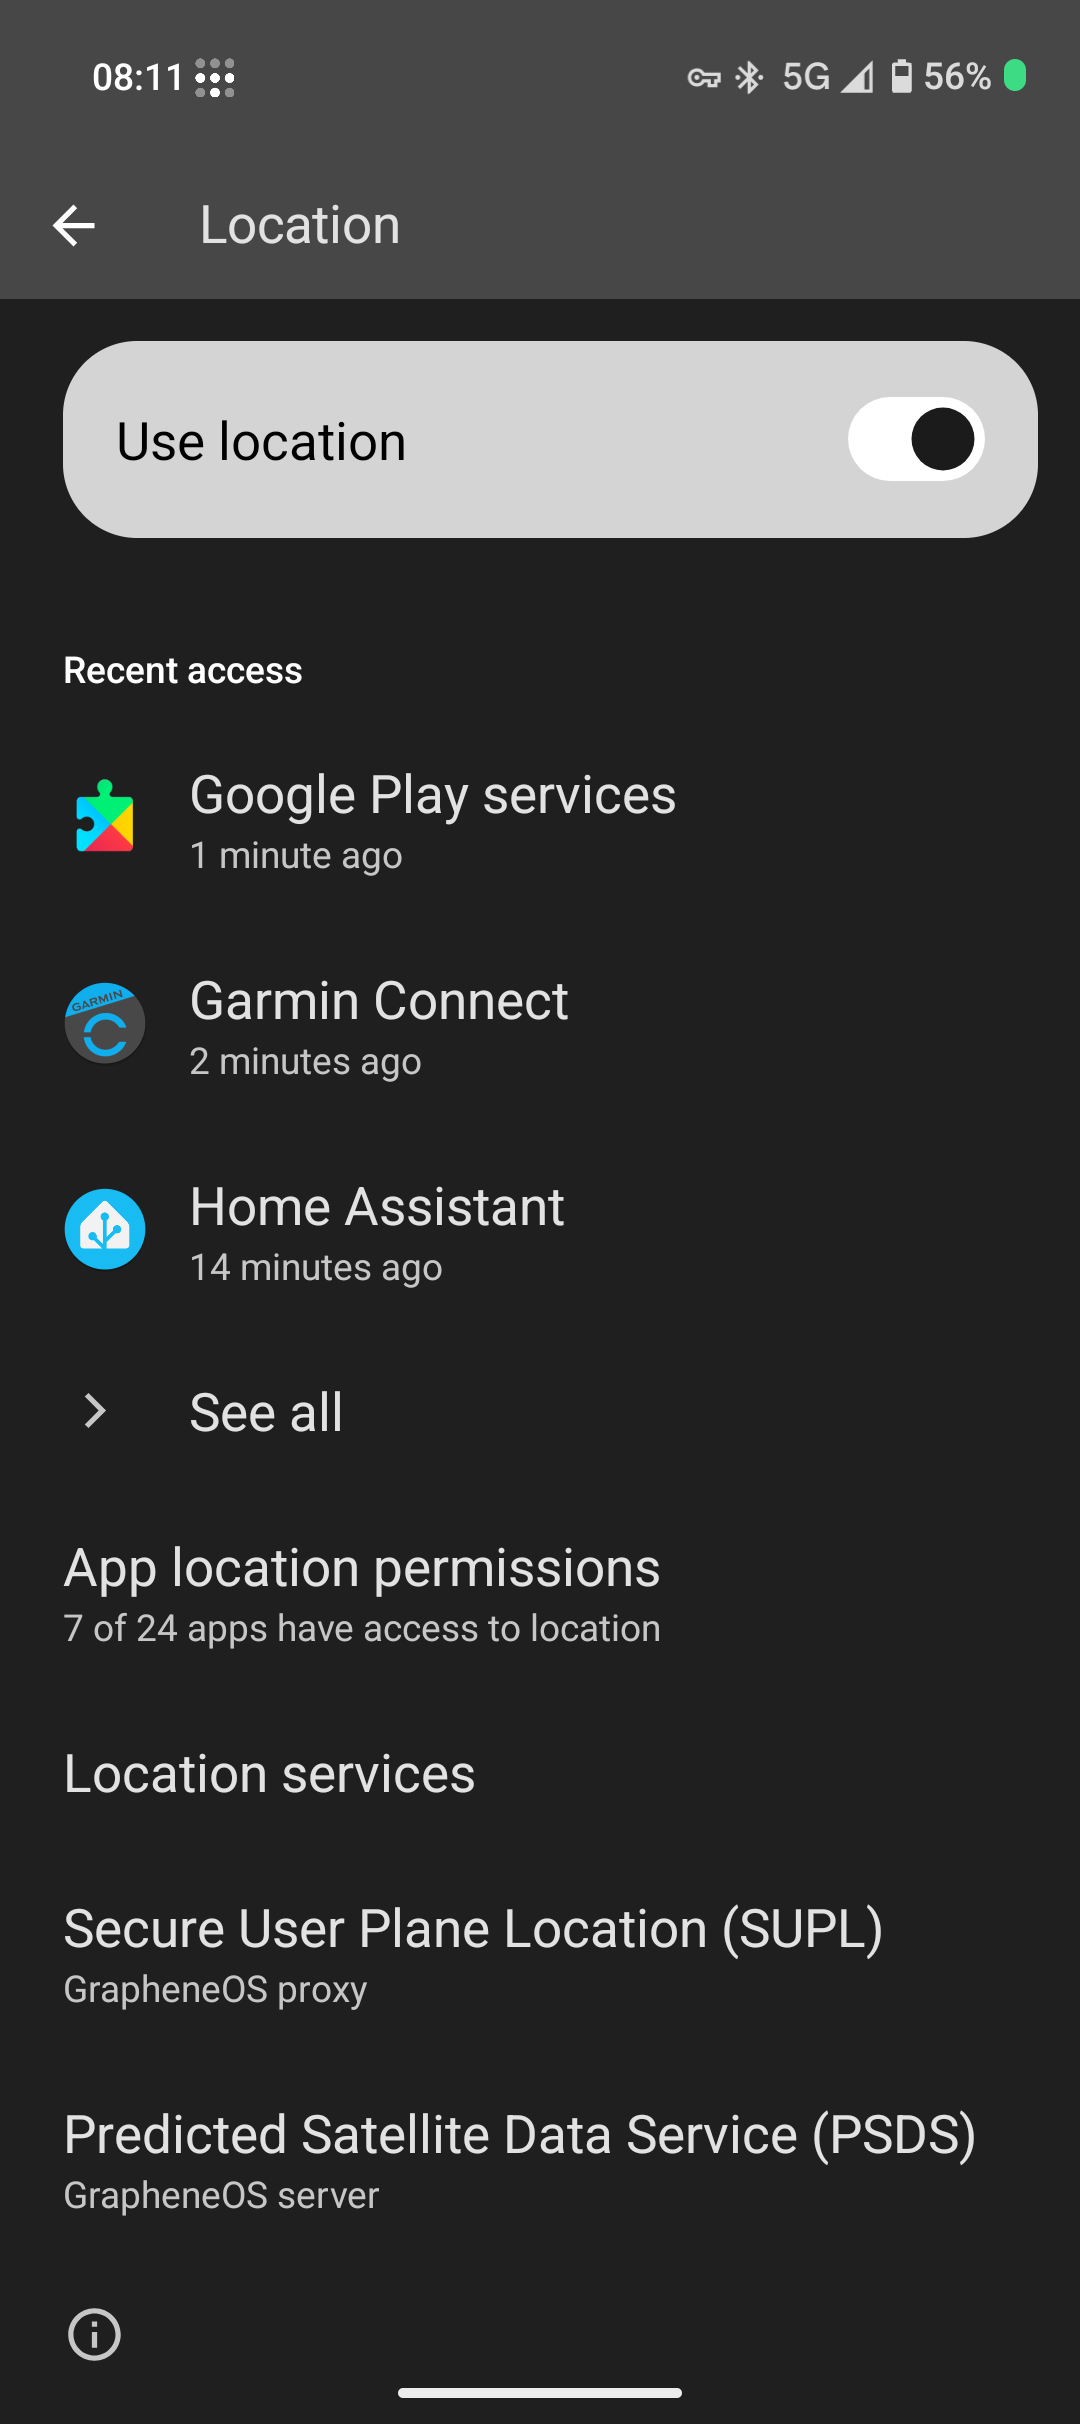 08:11 5G 56%
Location
Use location
Recent access
Google Play services
1 minute ago
GARMIN
Garmin Connect
2 minutes ago
Home Assistant
14 minutes ago
See all
App location permissions
7 of 24 apps have access to location
Location services
Secure User Plane Location (SUPL)
GrapheneOS proxy
Predicted Satellite Data Service (PSDS)
GrapheneOS server